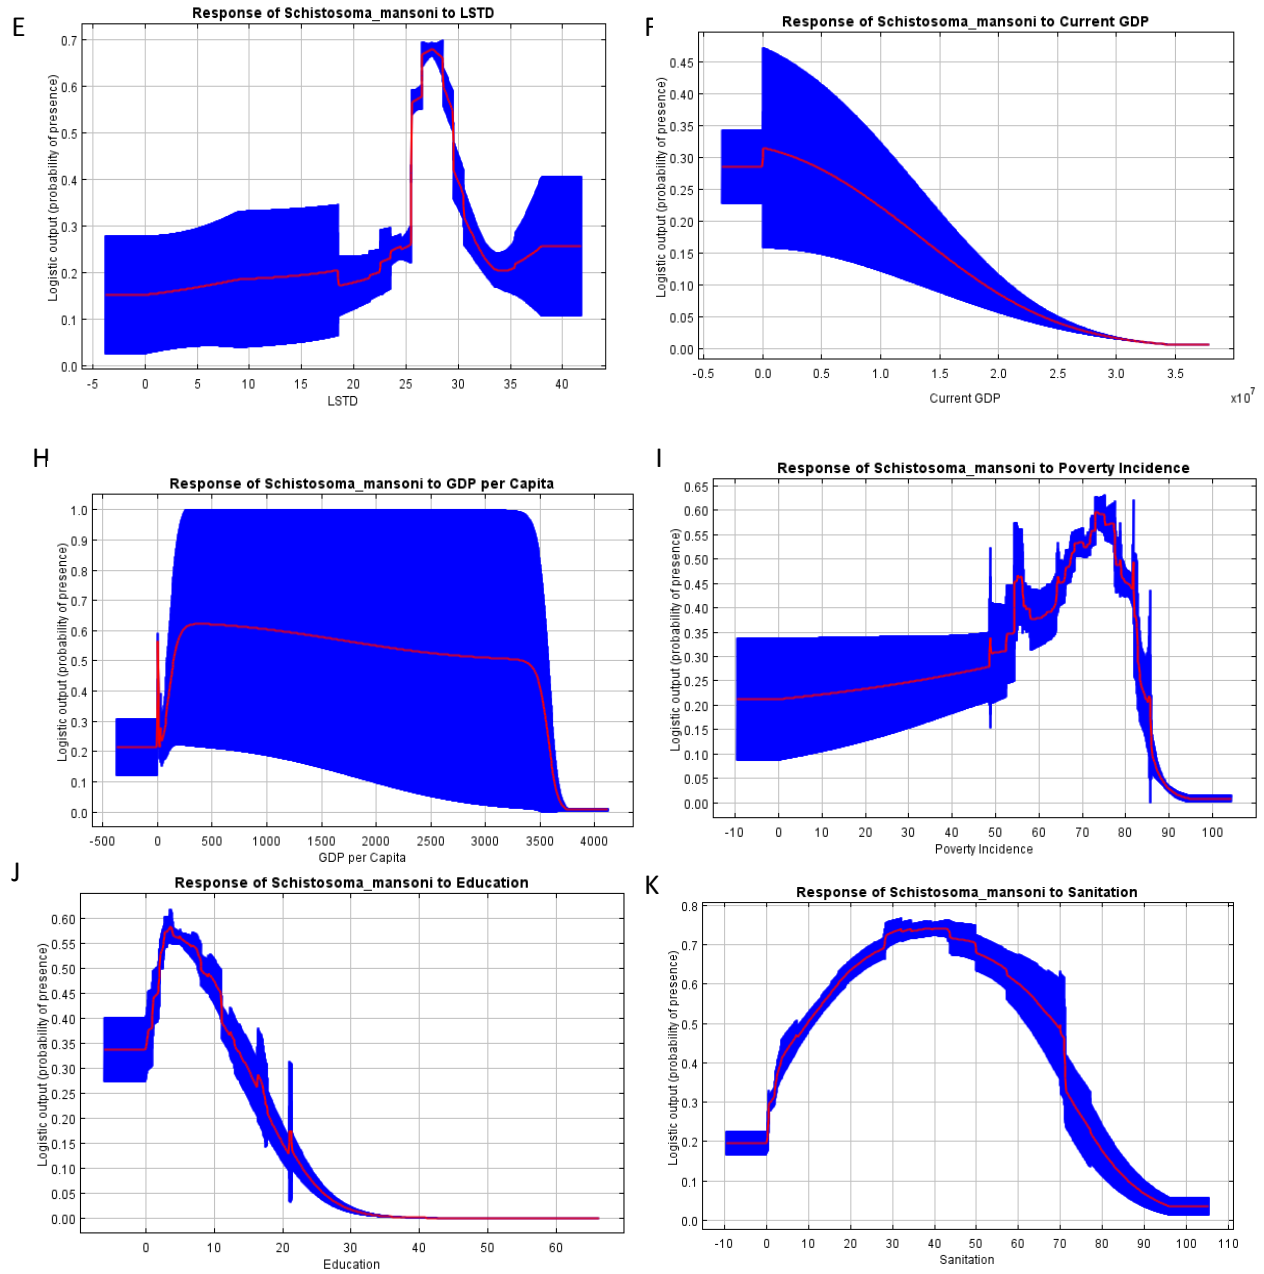 E
Response of Schistosoma_mansoni to LSTD
Logistic output (probability of presence)
0.7
0.6
0.5
0.4
0.3
0.2
0.1
0.0
-5 0 5 10 15 20 25 30 35 40
LSTD
F
Response of Schistosoma_mansoni to Current GDP
Logistic output (probability of presence)
0.45
0.40
0.35
0.30
0.25
0.20
0.15
0.10
0.05
0.00
-0.5 0.0 0.5 1.0 1.5 2.0 2.5 3.0 3.5
Current GDP
x10^7
H
Response of Schistosoma_mansoni to GDP per Capita
Logistic output (probability of presence)
1.0
0.9
0.8
0.7
0.6
0.5
0.4
0.3
0.2
0.1
0.0
-500 0 500 1000 1500 2000 2500 3000 3500 4000
GDP per Capita
I
Response of Schistosoma_mansoni to Poverty Incidence
Logistic output (probability of presence)
0.65
0.60
0.55
0.50
0.45
0.40
0.35
0.30
0.25
0.20
0.15
0.10
0.05
0.00
-10 0 10 20 30 40 50 60 70 80 90 100
Poverty Incidence
J
Response of Schistosoma_mansoni to Education
Logistic output (probability of presence)
0.60
0.55
0.50
0.45
0.40
0.35
0.30
0.25
0.20
0.15
0.10
0.05
0.00
0 10 20 30 40 50 60
Education
K
Response of Schistosoma_mansoni to Sanitation
Logistic output (probability of presence)
0.8
0.7
0.6
0.5
0.4
0.3
0.2
0.1
0.0
-10 0 10 20 30 40 50 60 70 80 90 100 110
Sanitation